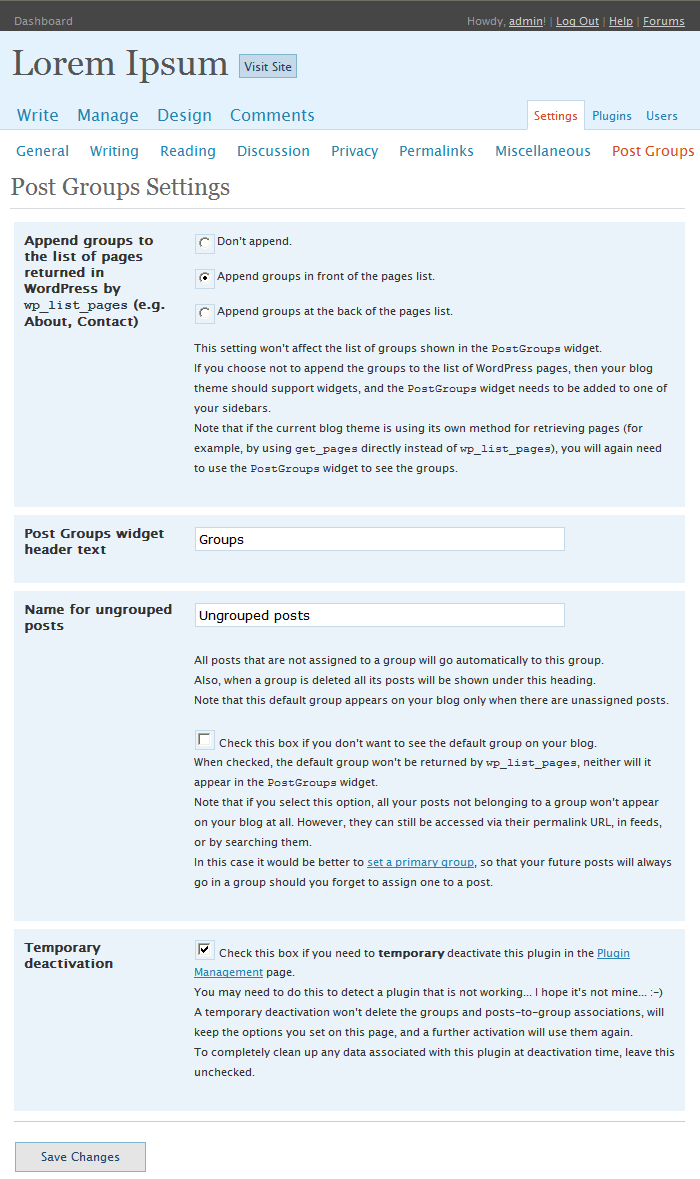 Dashboard
Howdy, admin! | Log Out | Help | Forums
Lorem Ipsum
Visit Site
Write Manage Design Comments
Settings Plugins Users
General Writing Reading Discussion Privacy Permalinks Miscellaneous Post Groups
Post Groups Settings
Append groups to
the list of pages
returned in
WordPress by
wp_list_pages (e.g.
About, Contact)
Don't append.
Append groups in front of the pages list.
Append groups at the back of the pages list.
This setting won't affect the list of groups shown in the PostGroups widget.
If you choose not to append the groups to the list of WordPress pages, then your blog
theme should support widgets, and the PostGroups widget needs to be added to one of
your sidebars.
Note that if the current blog theme is using its own method for retrieving pages (for
example, by using get_pages directly instead of wp_list_pages), you will again need
to use the PostGroups widget to see the groups.
Post Groups widget
header text
Groups
Name for ungrouped
posts
Ungrouped posts
All posts that are not assigned to a group will go automatically to this group.
Also, when a group is deleted all its posts will be shown under this heading.
Note that this default group appears on your blog only when there are unassigned posts.
Check this box if you don't want to see the default group on your blog.
When checked, the default group won't be returned by wp_list_pages, neither will it
appear in the PostGroups widget.
Note that if you select this option, all your posts not belonging to a group won't appear
on your blog at all. However, they can still be accessed via their permalink URL, in feeds,
or by searching them.
In this case it would be better to set a primary group, so that your future posts will always
go in a group should you forget to assign one to a post.
Temporary
deactivation
Check this box if you need to temporary deactivate this plugin in the Plugin
Management page.
You may need to do this to detect a plugin that is not working... I hope it's not mine... :-)
A temporary deactivation won't delete the groups and posts-to-group associations, will
keep the options you set on this page, and a further activation will use them again.
To completely clean up any data associated with this plugin at deactivation time, leave this
unchecked.
Save Changes